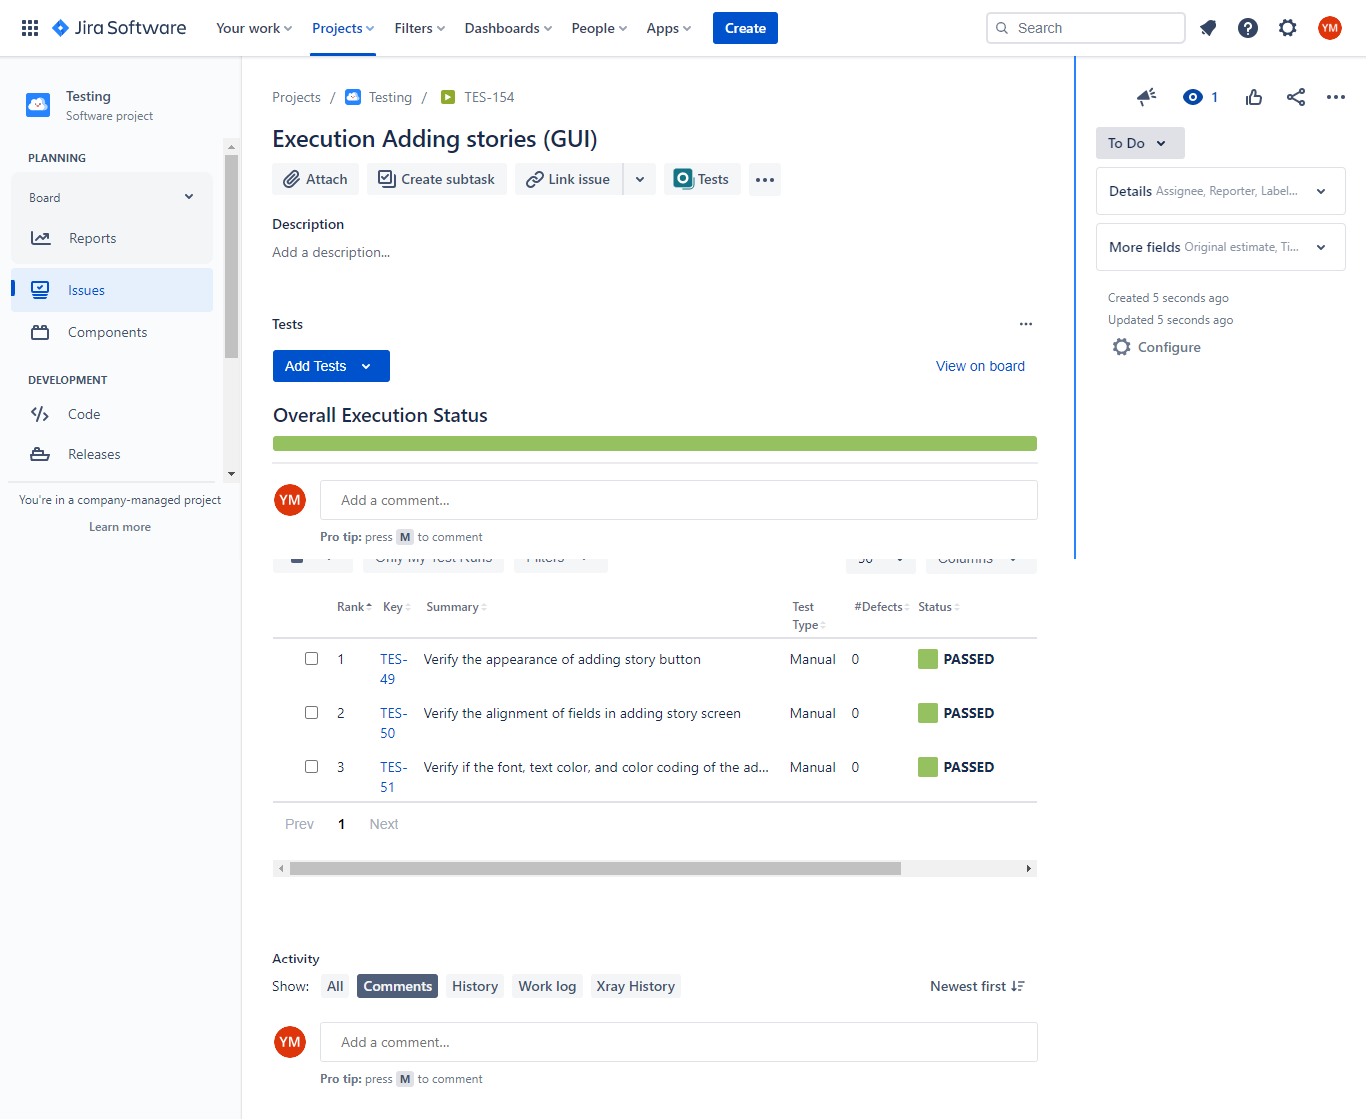 Jira Software Your work Projects Filters Dashboards People Apps Create Search YM
Testing
Software project
PLANNING
Board
Reports
Issues
Components
DEVELOPMENT
Code
Releases
You're in a company-managed project
Learn more
Projects / Testing / TES-154
Execution Adding stories (GUI)
Attach Create subtask Link issue Tests
Description
Add a description...
Tests
Add Tests View on board
Overall Execution Status
YM Add a comment...
Pro tip: press M to comment
Only My Test Runs Filters 50 Columns
Rank Key Summary Test Type #Defects Status
1 TES-49 Verify the appearance of adding story button Manual 0 PASSED
2 TES-50 Verify the alignment of fields in adding story screen Manual 0 PASSED
3 TES-51 Verify if the font, text color, and color coding of the ad... Manual 0 PASSED
Prev 1 Next
Activity
Show: All Comments History Work log Xray History Newest first
YM Add a comment...
Pro tip: press M to comment
1
To Do
Details Assignee, Reporter, Label...
More fields Original estimate, Ti...
Created 5 seconds ago
Updated 5 seconds ago
Configure